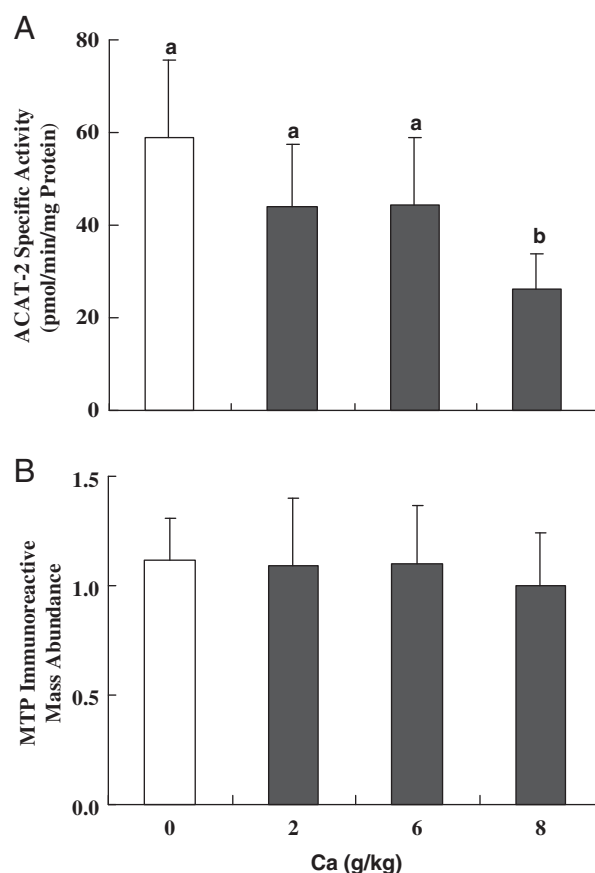 A
ACAT-2 Specific Activity
(pmol/min/mg Protein)
80
60
40
20
0
a
a
a
b
B
MTP Immunoreactive
Mass Abundance
1.5
1.0
0.5
0.0
0
2
6
8
Ca (g/kg)